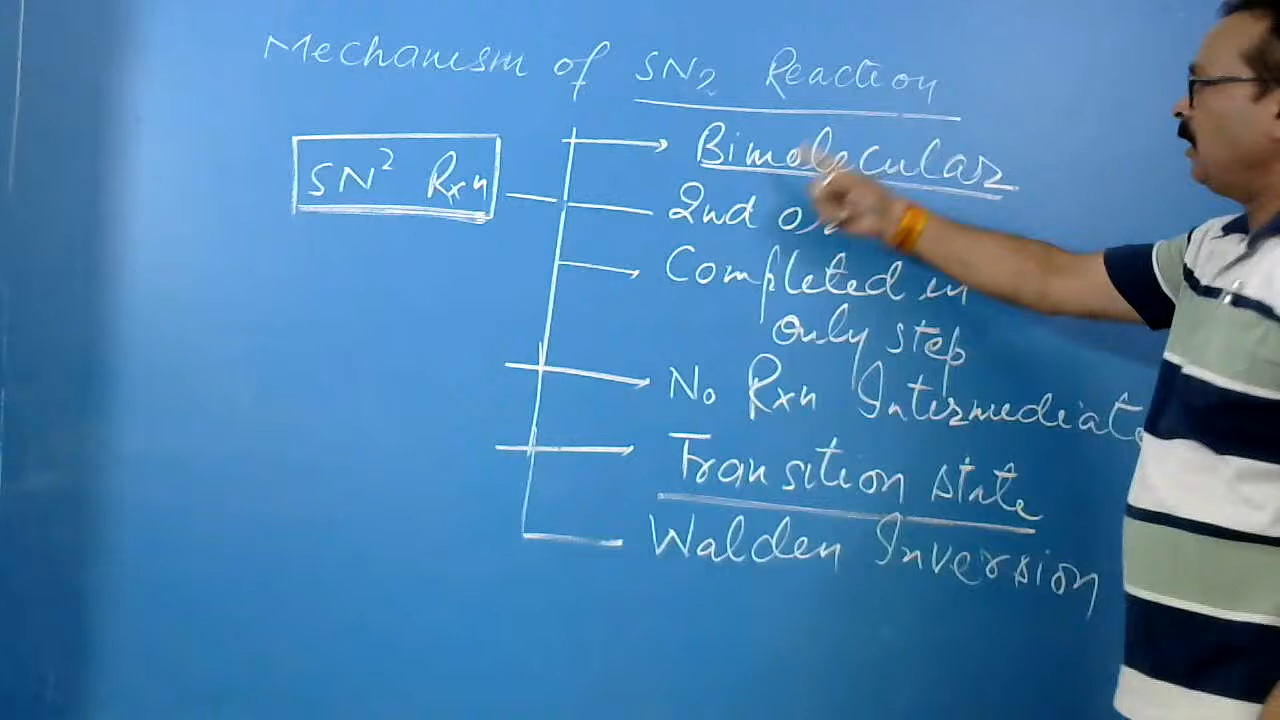 Mechanism of SN2 Reaction
SN² Rxn
Bimolecular
2nd
Completed in
only step
No Rxn Intermediate
Transition state
Walden Inversion